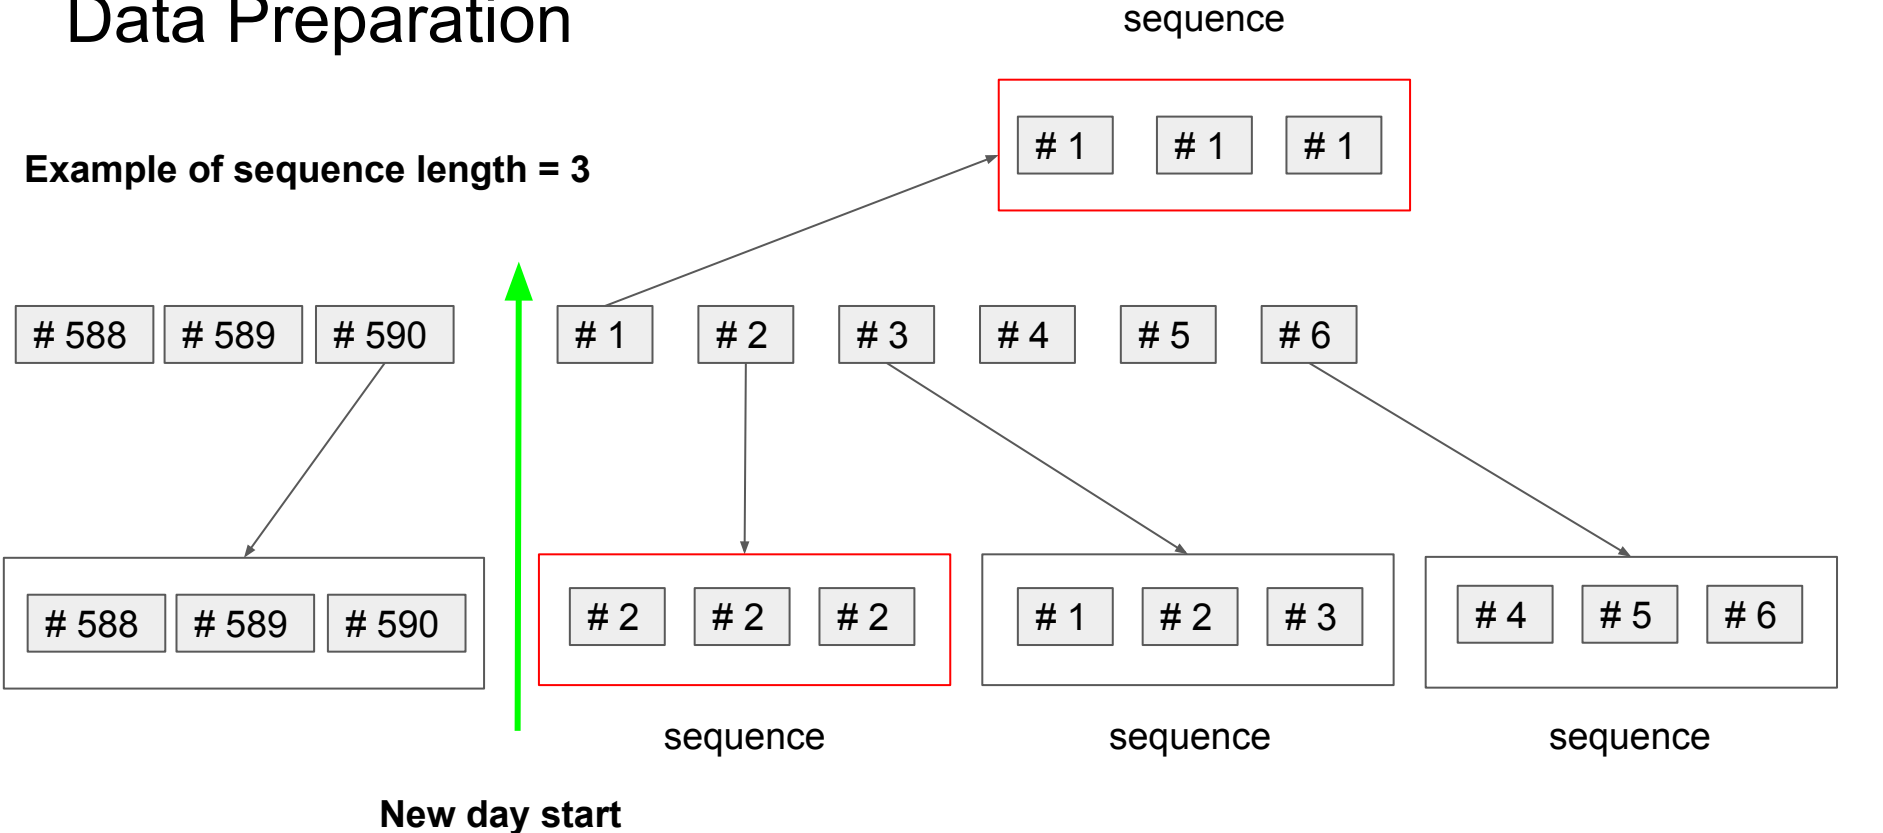 Data Preparation
sequence
# 1 # 1 # 1
Example of sequence length = 3
# 588 # 589 # 590 # 1 # 2 # 3 # 4 # 5 # 6
# 588 # 589 # 590 # 2 # 2 # 2 # 1 # 2 # 3 # 4 # 5 # 6
sequence sequence sequence
New day start